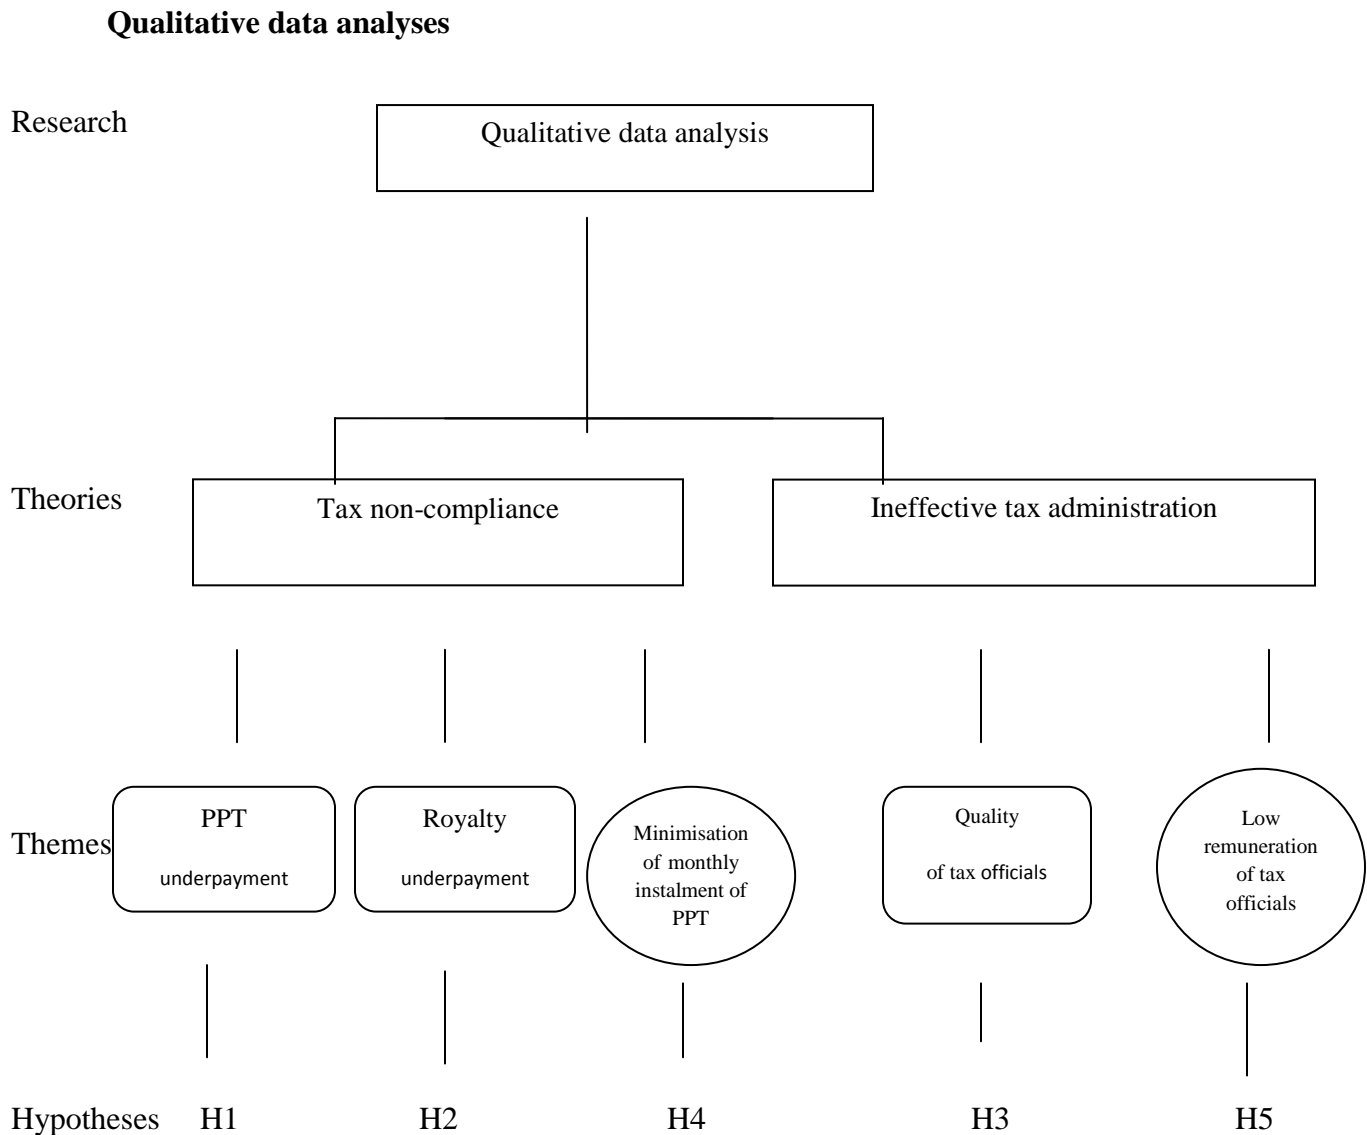 Qualitative data analyses
Research
Qualitative data analysis
Theories
Tax non-compliance
Ineffective tax administration
Themes
PPT
underpayment
Royalty
underpayment
Minimisation
of monthly
instalment of
PPT
Quality
of tax officials
Low
remuneration
of tax
officials
Hypotheses H1 H2 H4 H3 H5